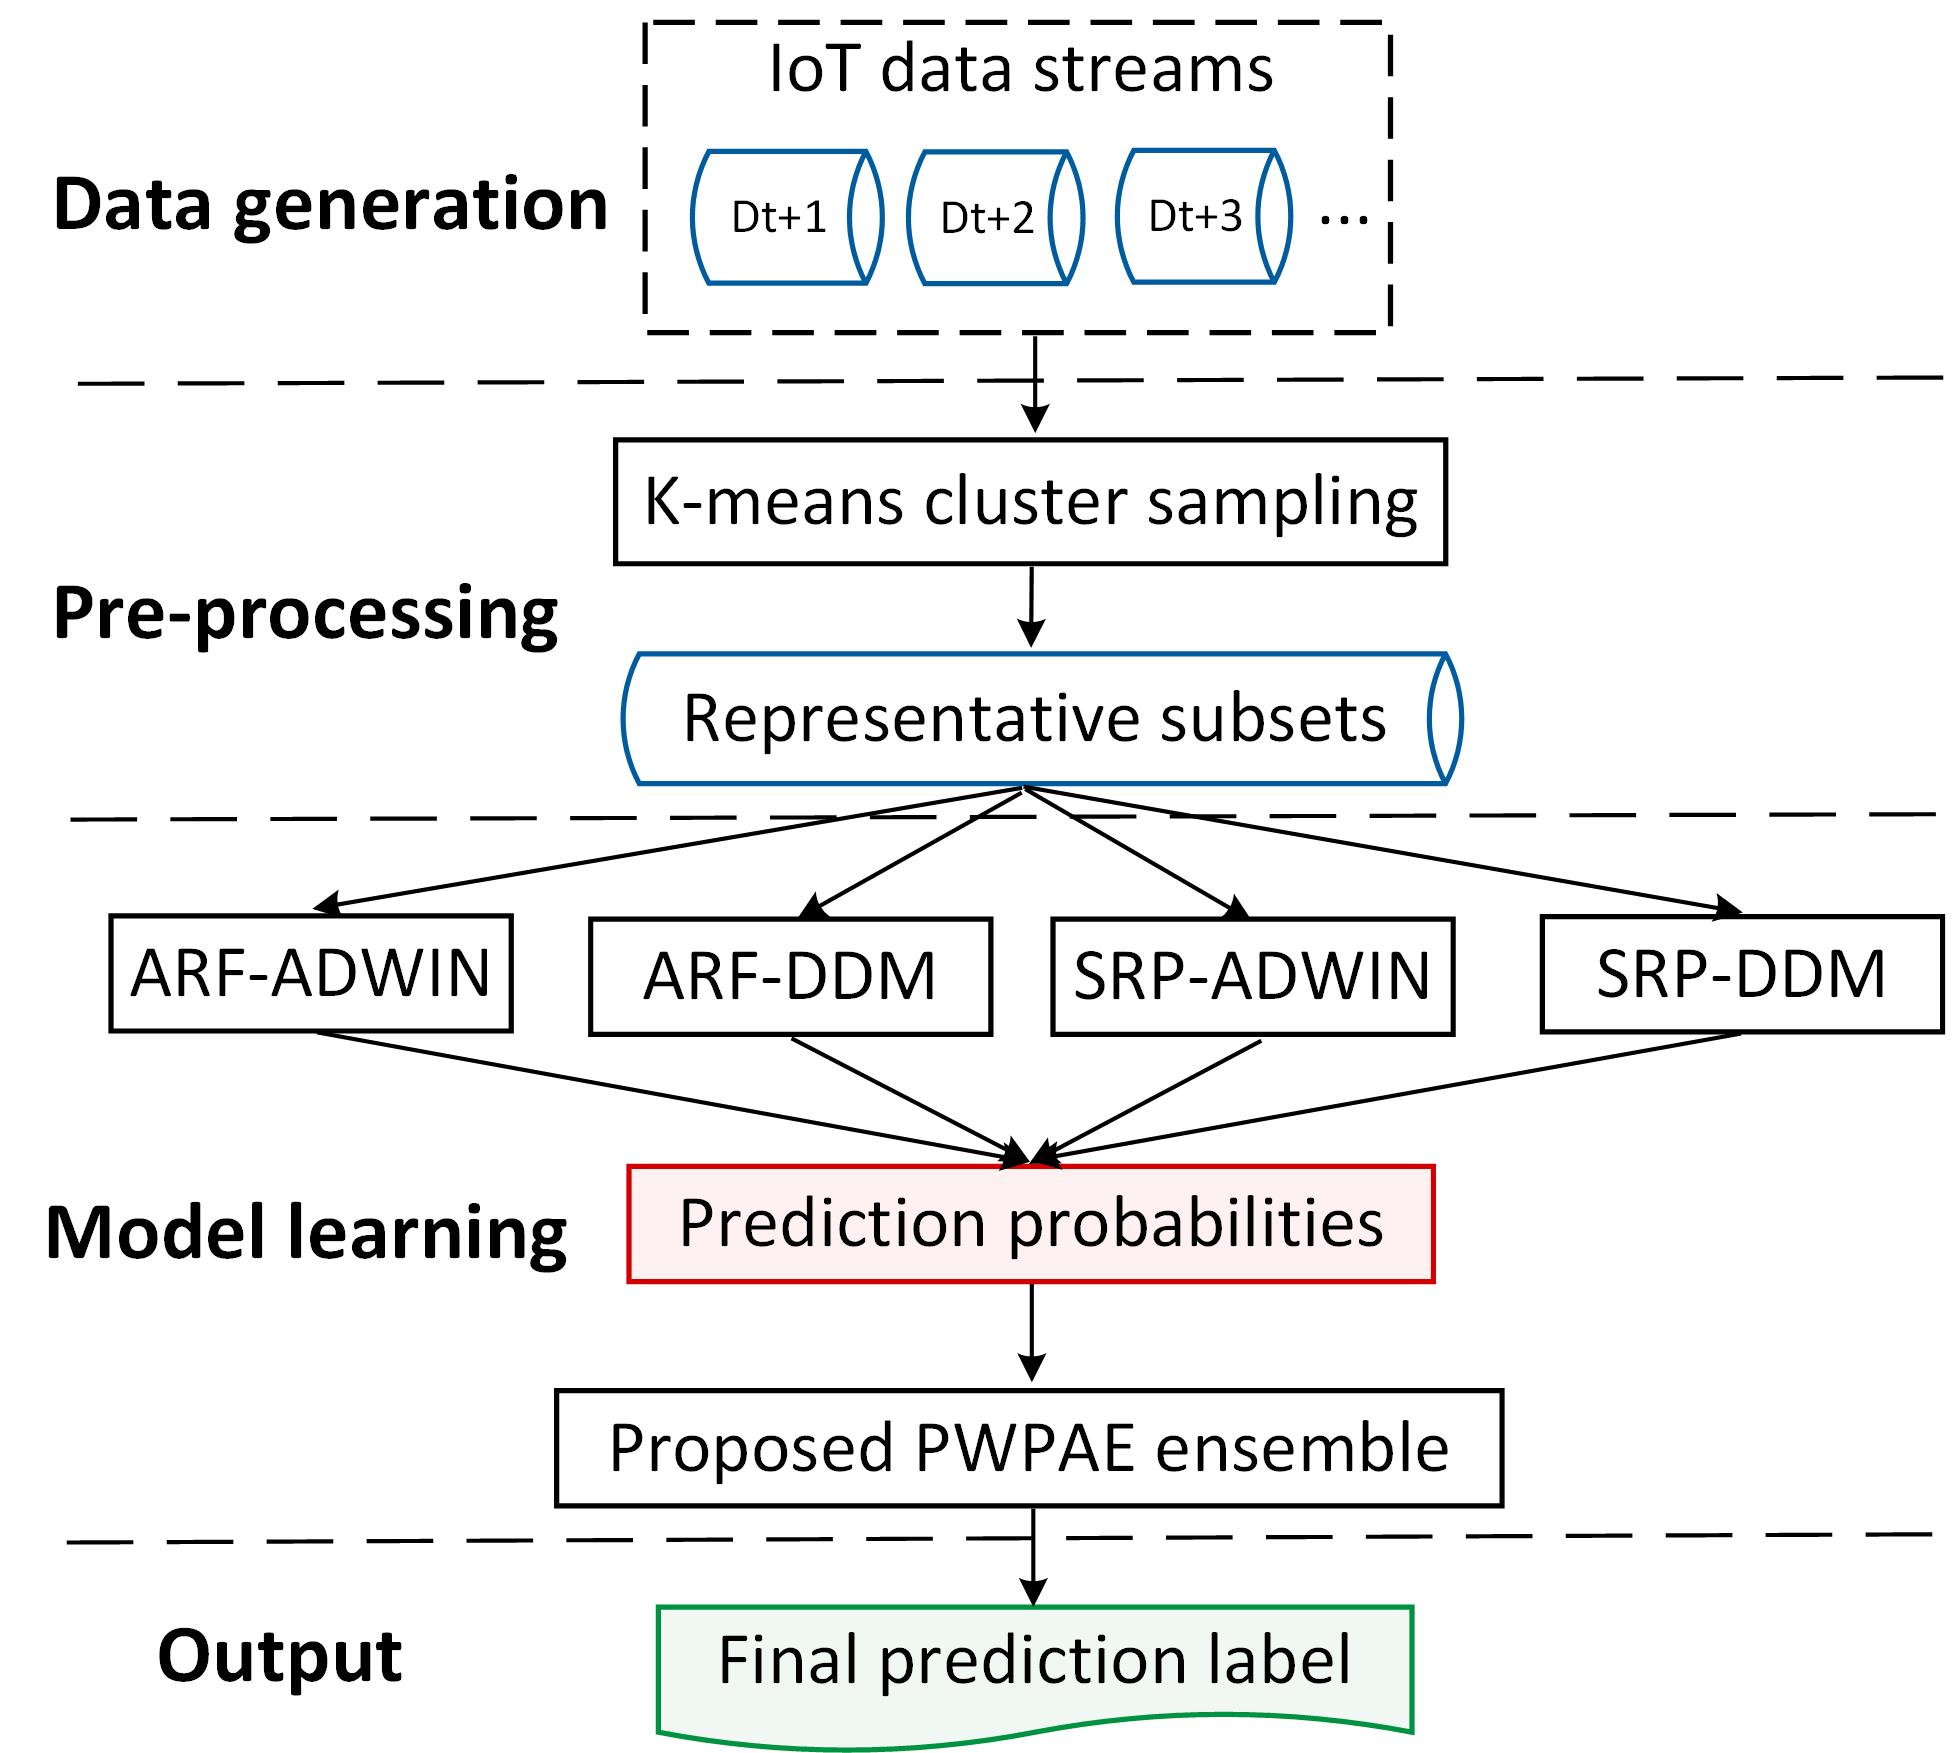 IoT data streams
Data generation
Dt+1 Dt+2 Dt+3 ...
K-means cluster sampling
Pre-processing
Representative subsets
ARF-ADWIN ARF-DDM SRP-ADWIN SRP-DDM
Model learning
Prediction probabilities
Proposed PWPAE ensemble
Output
Final prediction label